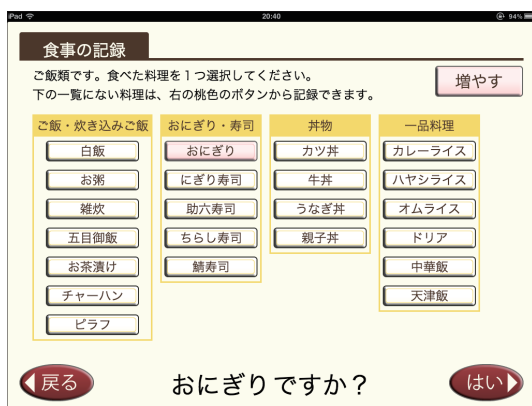 iPad 20:40 94%
食事の記録
ご飯類です。食べた料理を1つ選択してください。
下の一覧にない料理は、右の桃色のボタンから記録できます。
増やす
ご飯・炊き込みご飯
白飯
お粥
雑炊
五目御飯
お茶漬け
チャーハン
ピラフ
おにぎり・寿司
おにぎり
にぎり寿司
助六寿司
ちらし寿司
鯖寿司
丼物
カツ丼
牛丼
うなぎ丼
親子丼
一品料理
カレーライス
ハヤシライス
オムライス
ドリア
中華飯
天津飯
戻る
おにぎりですか？
はい